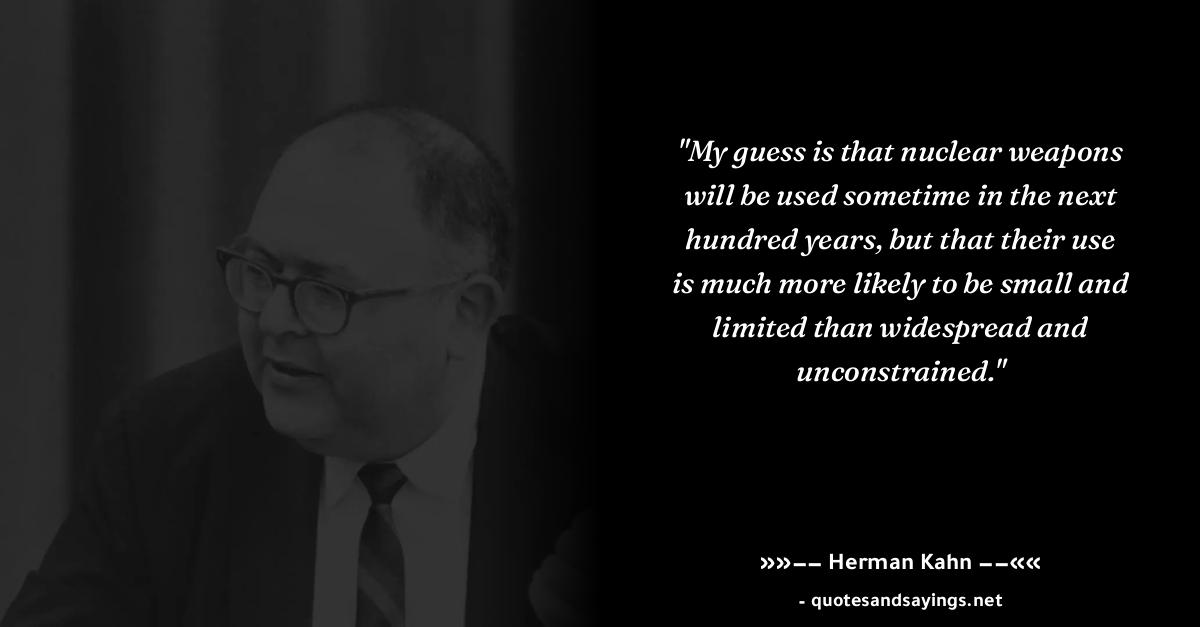 "My guess is that nuclear weapons
will be used sometime in the next
hundred years, but that their use
is much more likely to be small and
limited than widespread and
unconstrained."
»»–– Herman Kahn ––««
- quotesandsayings.net